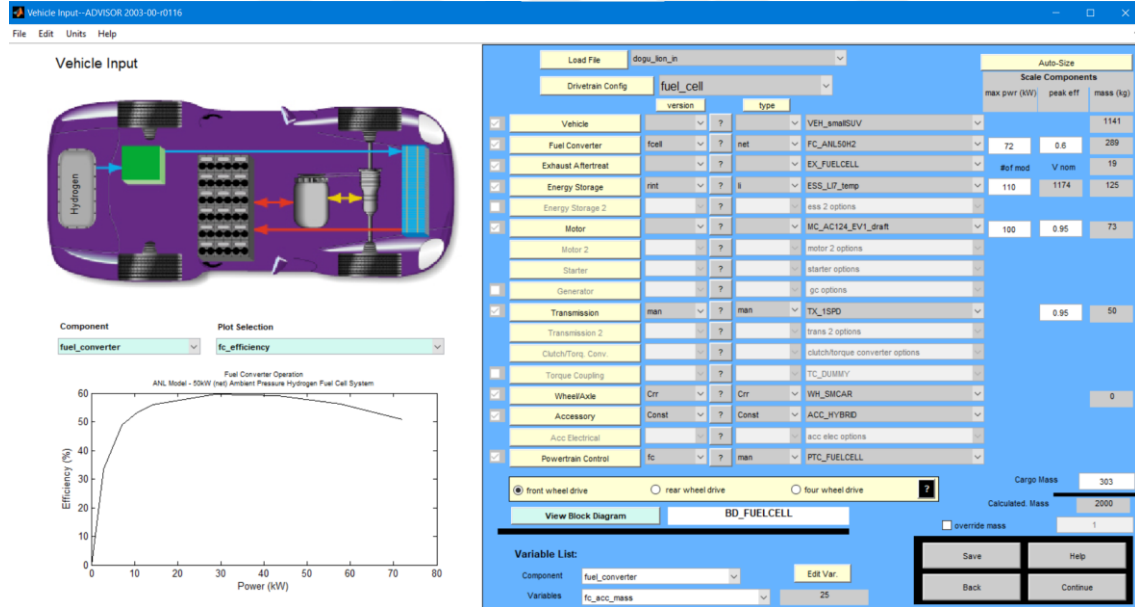 Vehicle Input--ADVISOR 2003-00-r0116
File Edit Units Help
Vehicle Input
Hydrogen
Component Plot Selection
fuel_converter fc_efficiency
Fuel Converter Operation
ANL Model - 50kW (net) Ambient Pressure Hydrogen Fuel Cell System
Efficiency (%)
60
50
40
30
20
10
0
0 10 20 30 40 50 60 70 80
Power (kW)
Load File dogu_lion_in
Auto-Size
Drivetrain Config fuel_cell
Scale Components
version type max pwr (kW) peak eff mass (kg)
Vehicle ? VEH_smallSUV 1141
Fuel Converter fcell ? net FC_ANL50H2 72 0.6 289
Exhaust Aftertreat ? EX_FUELCELL #of mod V nom 19
Energy Storage rint ? li ESS_LI7_temp 110 1174 125
Energy Storage 2 ? ess 2 options
Motor ? MC_AC124_EV1_draft 100 0.95 73
Motor 2 ? motor 2 options
Starter ? starter options
Generator ? gc options
Transmission man ? man TX_1SPD 0.95 50
Transmission 2 ? trans 2 options
Clutch/Torq. Conv. ? clutch/torque converter options
Torque Coupling ? TC_DUMMY
Wheel/Axle Crr ? Crr WH_SMCAR 0
Accessory Const ? Const ACC_HYBRID
Acc Electrical ? acc elec options
Powertrain Control fc ? man PTC_FUELCELL
front wheel drive rear wheel drive four wheel drive ?
Cargo Mass 303
View Block Diagram BD_FUELCELL
Calculated. Mass 2000
override mass 1
Variable List:
Component fuel_converter Edit Var.
Variables fc_acc_mass 25
Save Help
Back Continue